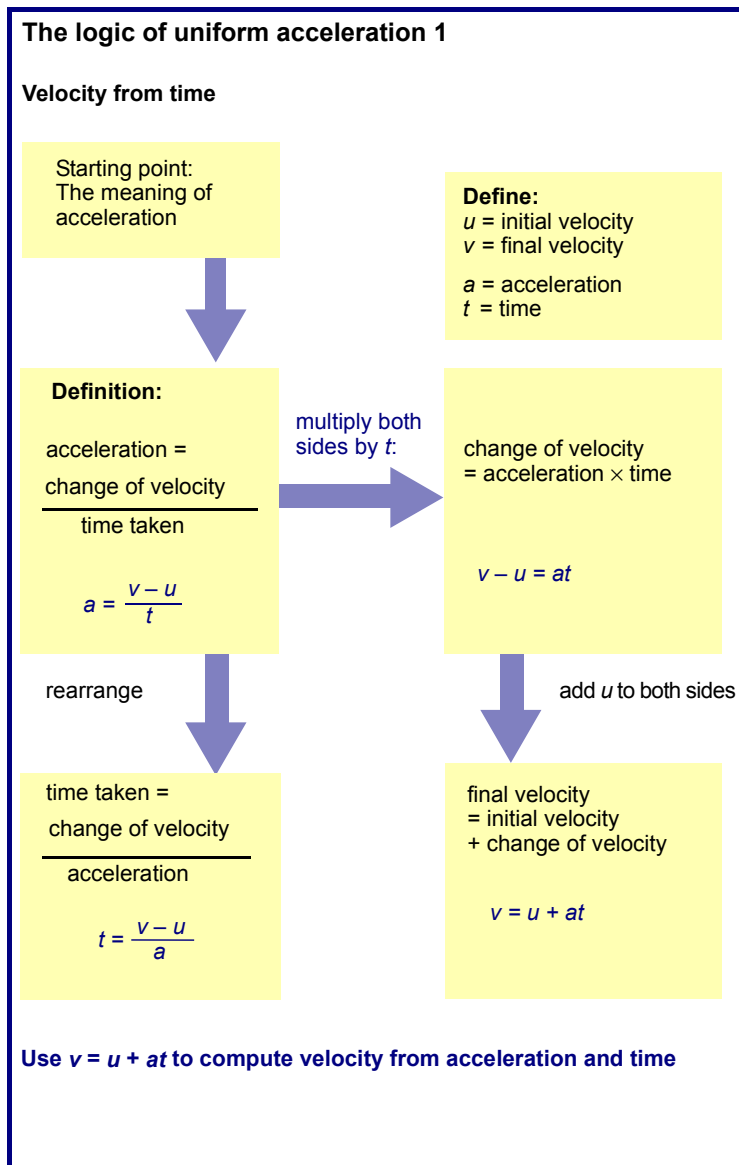 The logic of uniform acceleration 1
Velocity from time
Starting point:
The meaning of
acceleration
Define:
u = initial velocity
v = final velocity
a = acceleration
t = time
Definition:
acceleration =
change of velocity
time taken
a = v – u
t
multiply both
sides by t:
change of velocity
= acceleration × time
v – u = at
rearrange
add u to both sides
time taken =
change of velocity
acceleration
t = v – u
a
final velocity
= initial velocity
+ change of velocity
v = u + at
Use v = u + at to compute velocity from acceleration and time